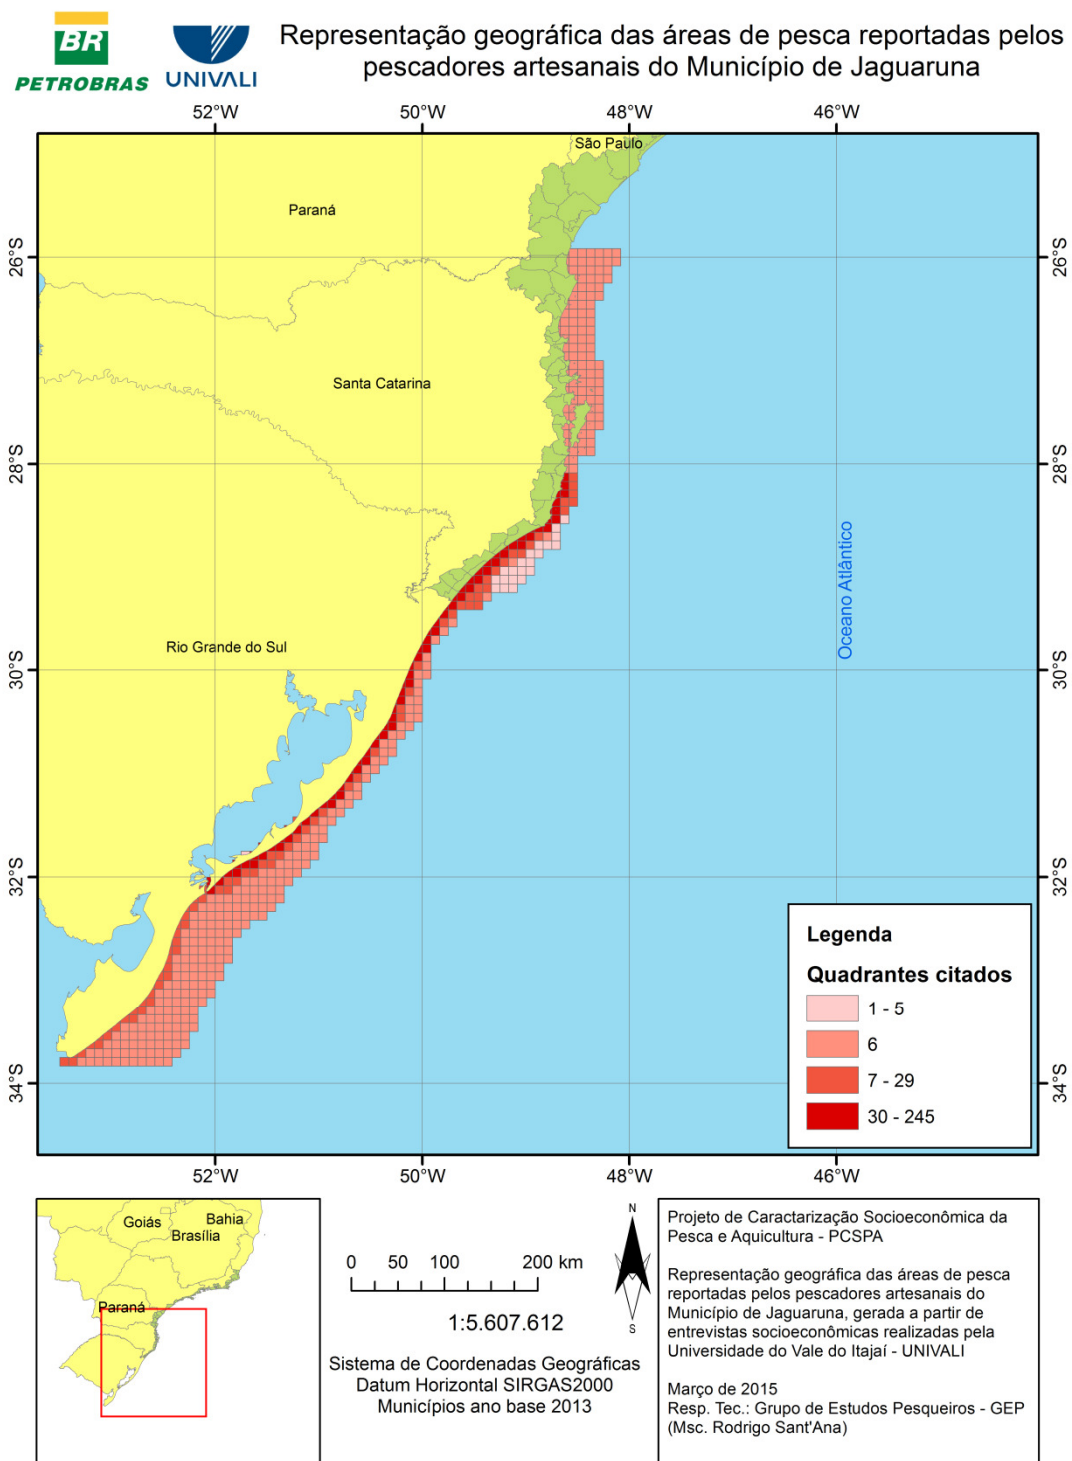 BR
PETROBRAS
UNIVALI
Representação geográfica das áreas de pesca reportadas pelos
pescadores artesanais do Município de Jaguaruna
52°W 50°W 48°W 46°W
São Paulo
Paraná
26°S 26°S
Santa Catarina
28°S 28°S
Oceano Atlântico
Rio Grande do Sul
30°S 30°S
32°S 32°S
Legenda
Quadrantes citados
1 - 5
6
7 - 29
30 - 245
34°S 34°S
52°W 50°W 48°W 46°W
Goiás
Bahia
Brasília
Paraná
0 50 100 200 km
1:5.607.612
N
S
Sistema de Coordenadas Geográficas
Datum Horizontal SIRGAS2000
Municípios ano base 2013
Projeto de Caractarização Socioeconômica da
Pesca e Aquicultura - PCSPA
Representação geográfica das áreas de pesca
reportadas pelos pescadores artesanais do
Município de Jaguaruna, gerada a partir de
entrevistas socioeconômicas realizadas pela
Universidade do Vale do Itajaí - UNIVALI
Março de 2015
Resp. Tec.: Grupo de Estudos Pesqueiros - GEP
(Msc. Rodrigo Sant'Ana)